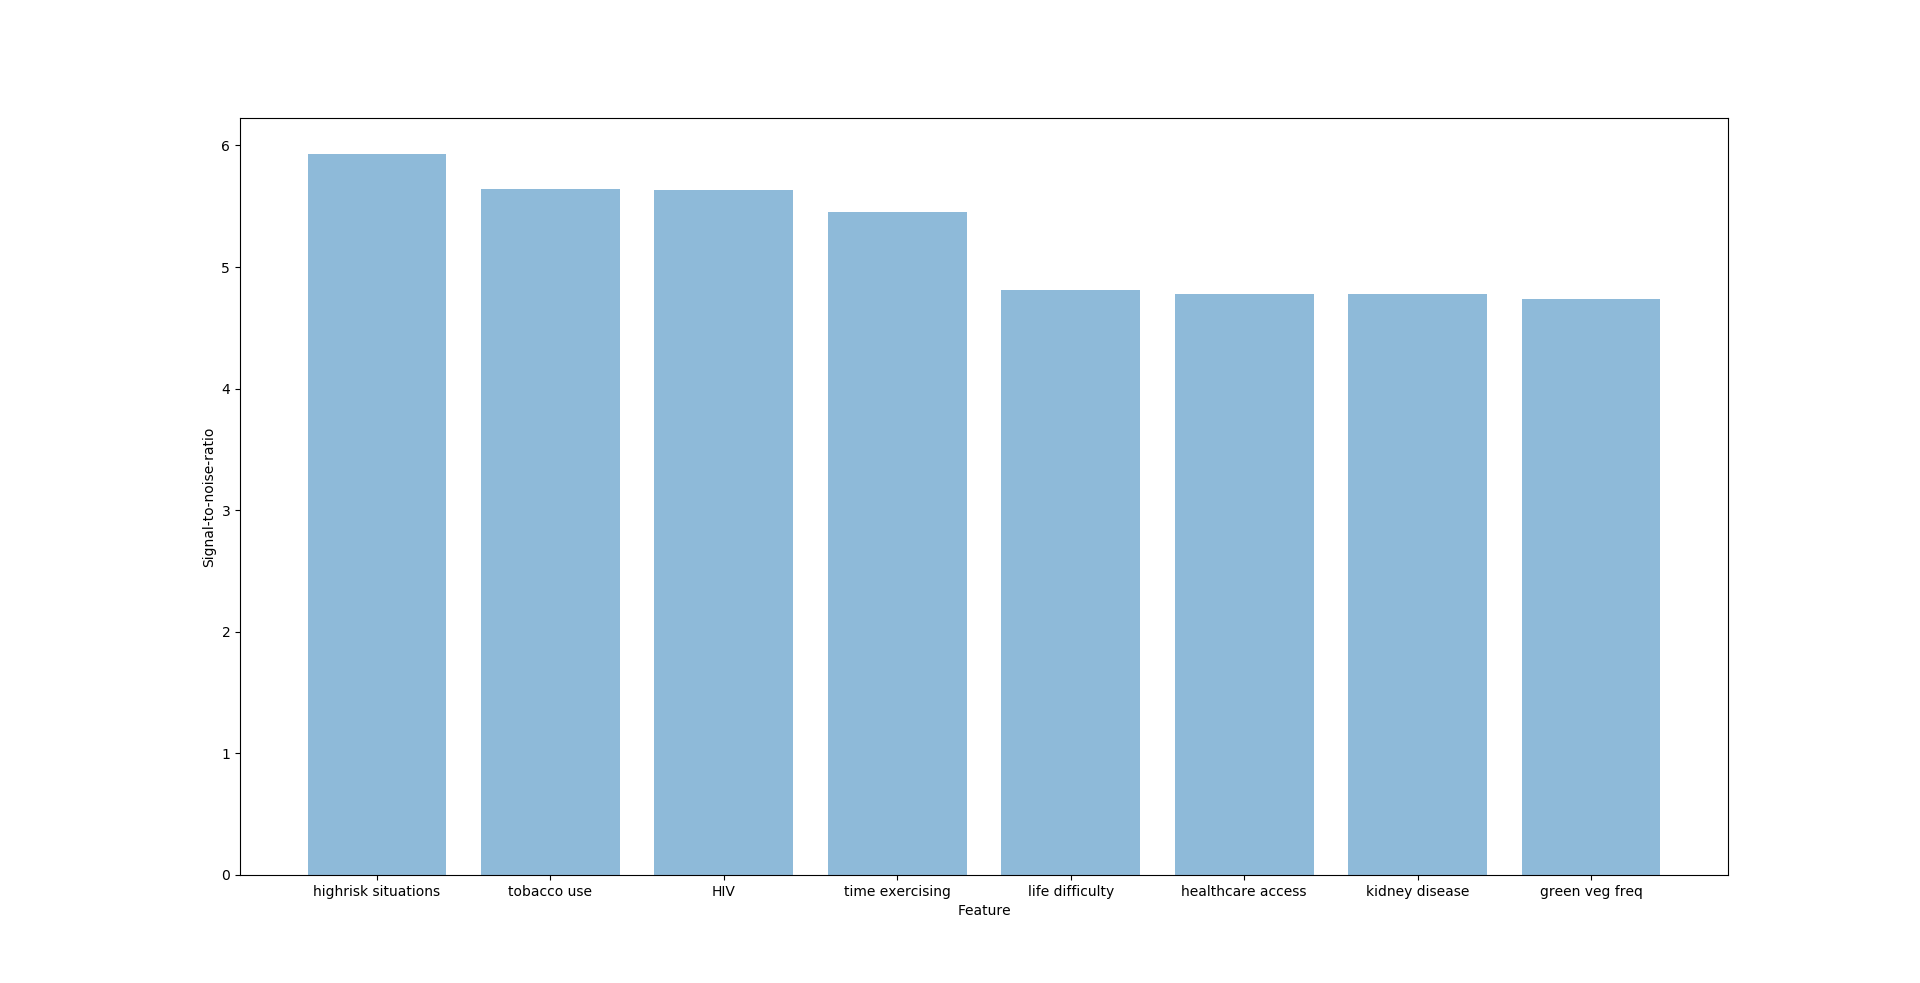 6
5
4
3
2
1
0
Signal-to-noise-ratio
highrisk situations tobacco use HIV time exercising life difficulty healthcare access kidney disease green veg freq
Feature